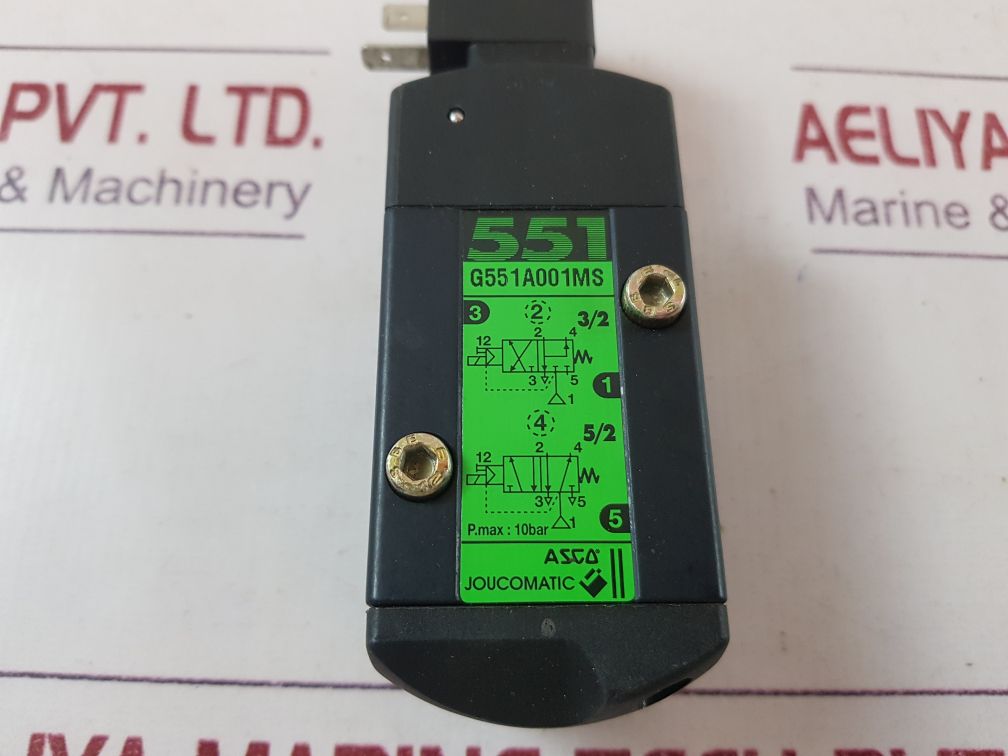 PVT. LTD.
& Machinery
AELIYA
Marine &
551
G551A001MS
3 2 3/2
2 4
12
3 5
1
1
4 5/2
2 4
12
3 5
1
5
P.max : 10bar
ASCO
JOUCOMATIC